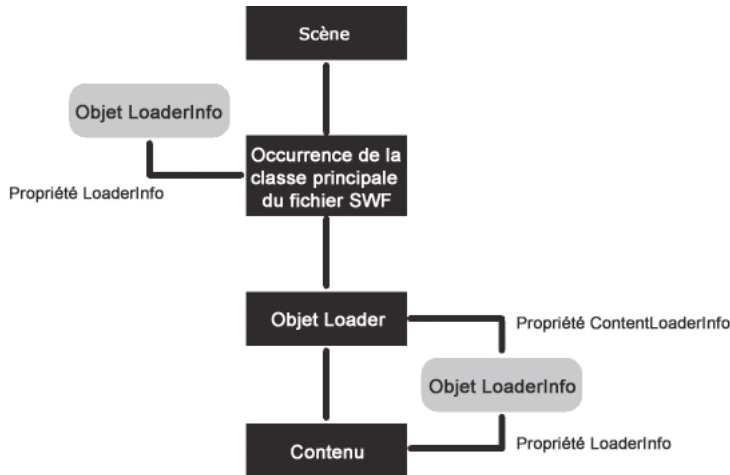 Scène
Objet LoaderInfo
Propriété LoaderInfo
Occurrence de la
classe principale
du fichier SWF
Objet Loader
Propriété ContentLoaderInfo
Objet LoaderInfo
Propriété LoaderInfo
Contenu